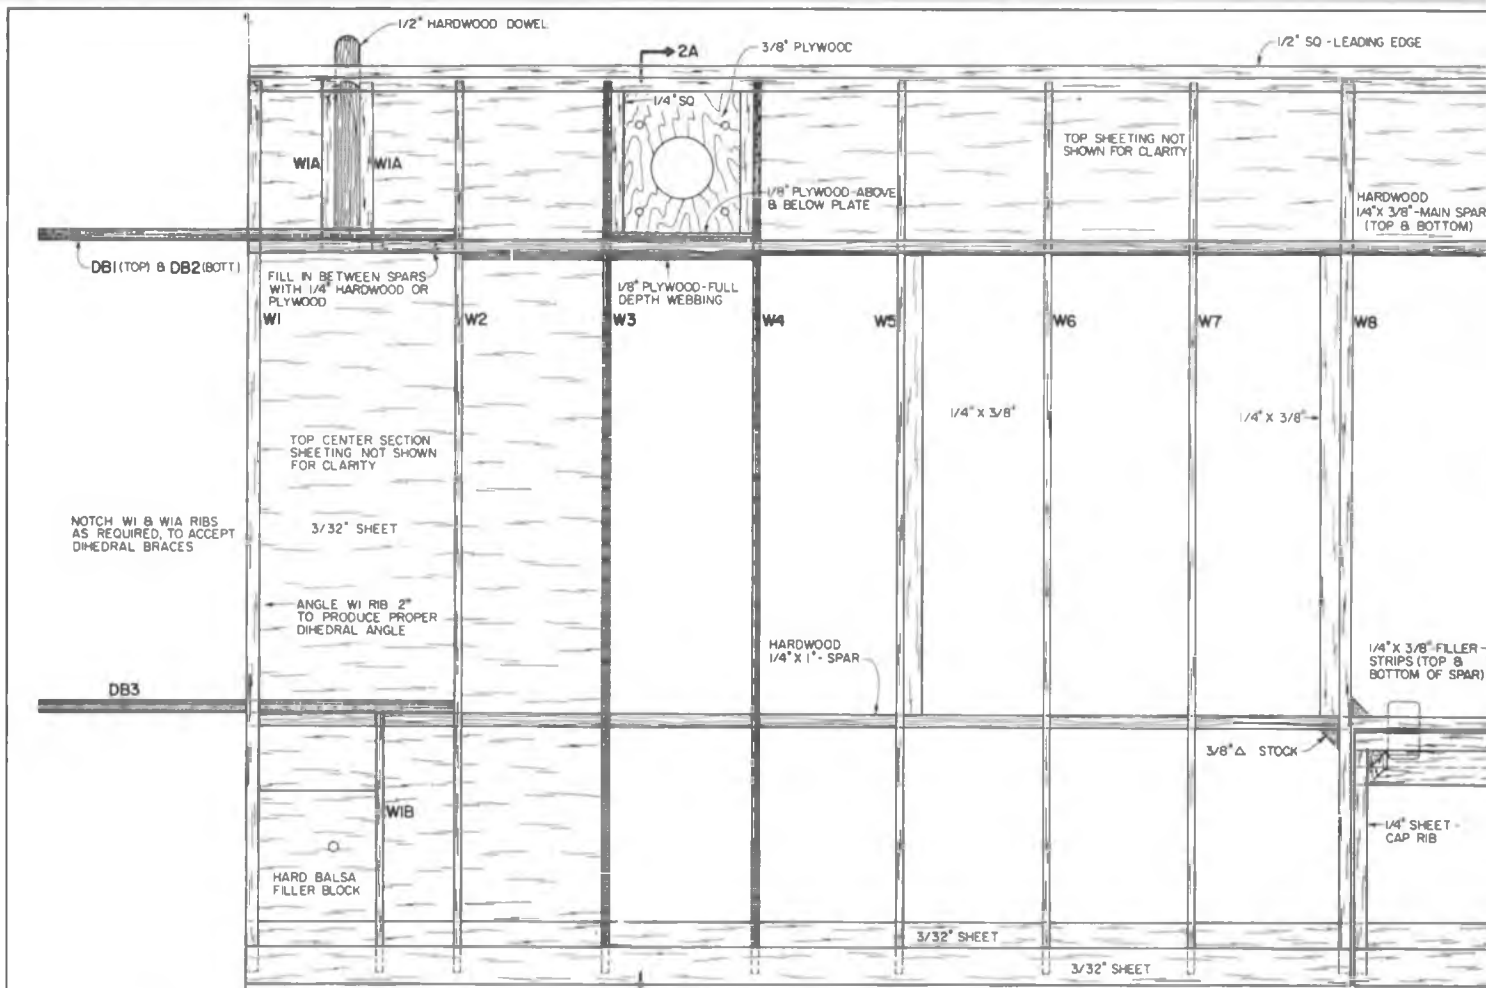 1/2" HARDWOOD DOWEL
2A
3/8" PLYWOOD
1/2" SQ - LEADING EDGE
1/4" SQ
TOP SHEETING NOT
SHOWN FOR CLARITY
W1A
W1A
1/8" PLYWOOD-ABOVE
& BELOW PLATE
HARDWOOD
1/4" X 3/8"-MAIN SPAR
(TOP & BOTTOM)
DB1 (TOP) & DB2 (BOTT)
FILL IN BETWEEN SPARS
WITH 1/4" HARDWOOD OR
PLYWOOD
1/8" PLYWOOD-FULL
DEPTH WEBBING
W1
W2
W3
W4
W5
W6
W7
W8
1/4" X 3/8"
1/4" X 3/8"
TOP CENTER SECTION
SHEETING NOT SHOWN
FOR CLARITY
NOTCH W1 & W1A RIBS
AS REQUIRED, TO ACCEPT
DIHEDRAL BRACES
3/32" SHEET
ANGLE W1 RIB 2°
TO PRODUCE PROPER
DIHEDRAL ANGLE
HARDWOOD
1/4" X 1"- SPAR
1/4" X 3/8"-FILLER-
STRIPS (TOP &
BOTTOM OF SPAR)
DB3
3/8" △ STOCK
W1B
1/4" SHEET-
CAP RIB
HARD BALSA
FILLER BLOCK
3/32" SHEET
3/32" SHEET